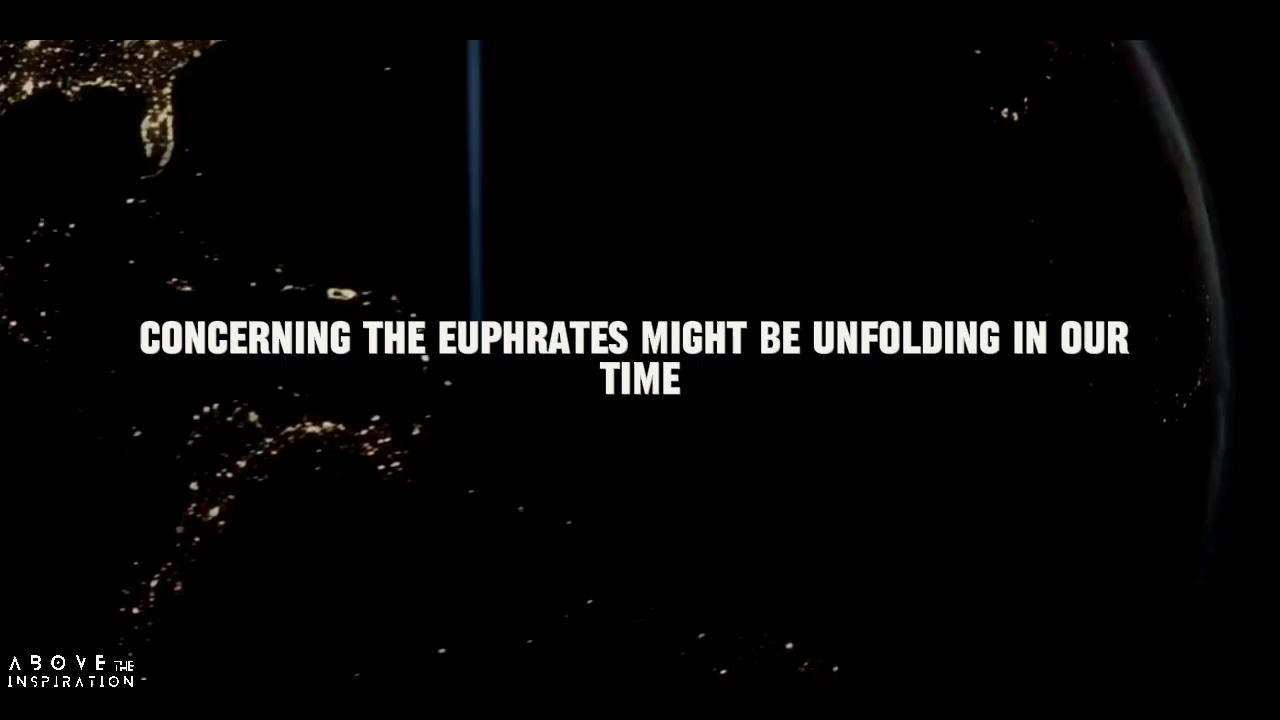 CONCERNING THE EUPHRATES MIGHT BE UNFOLDING IN OUR
TIME
ABOVE THE
INSPIRATION